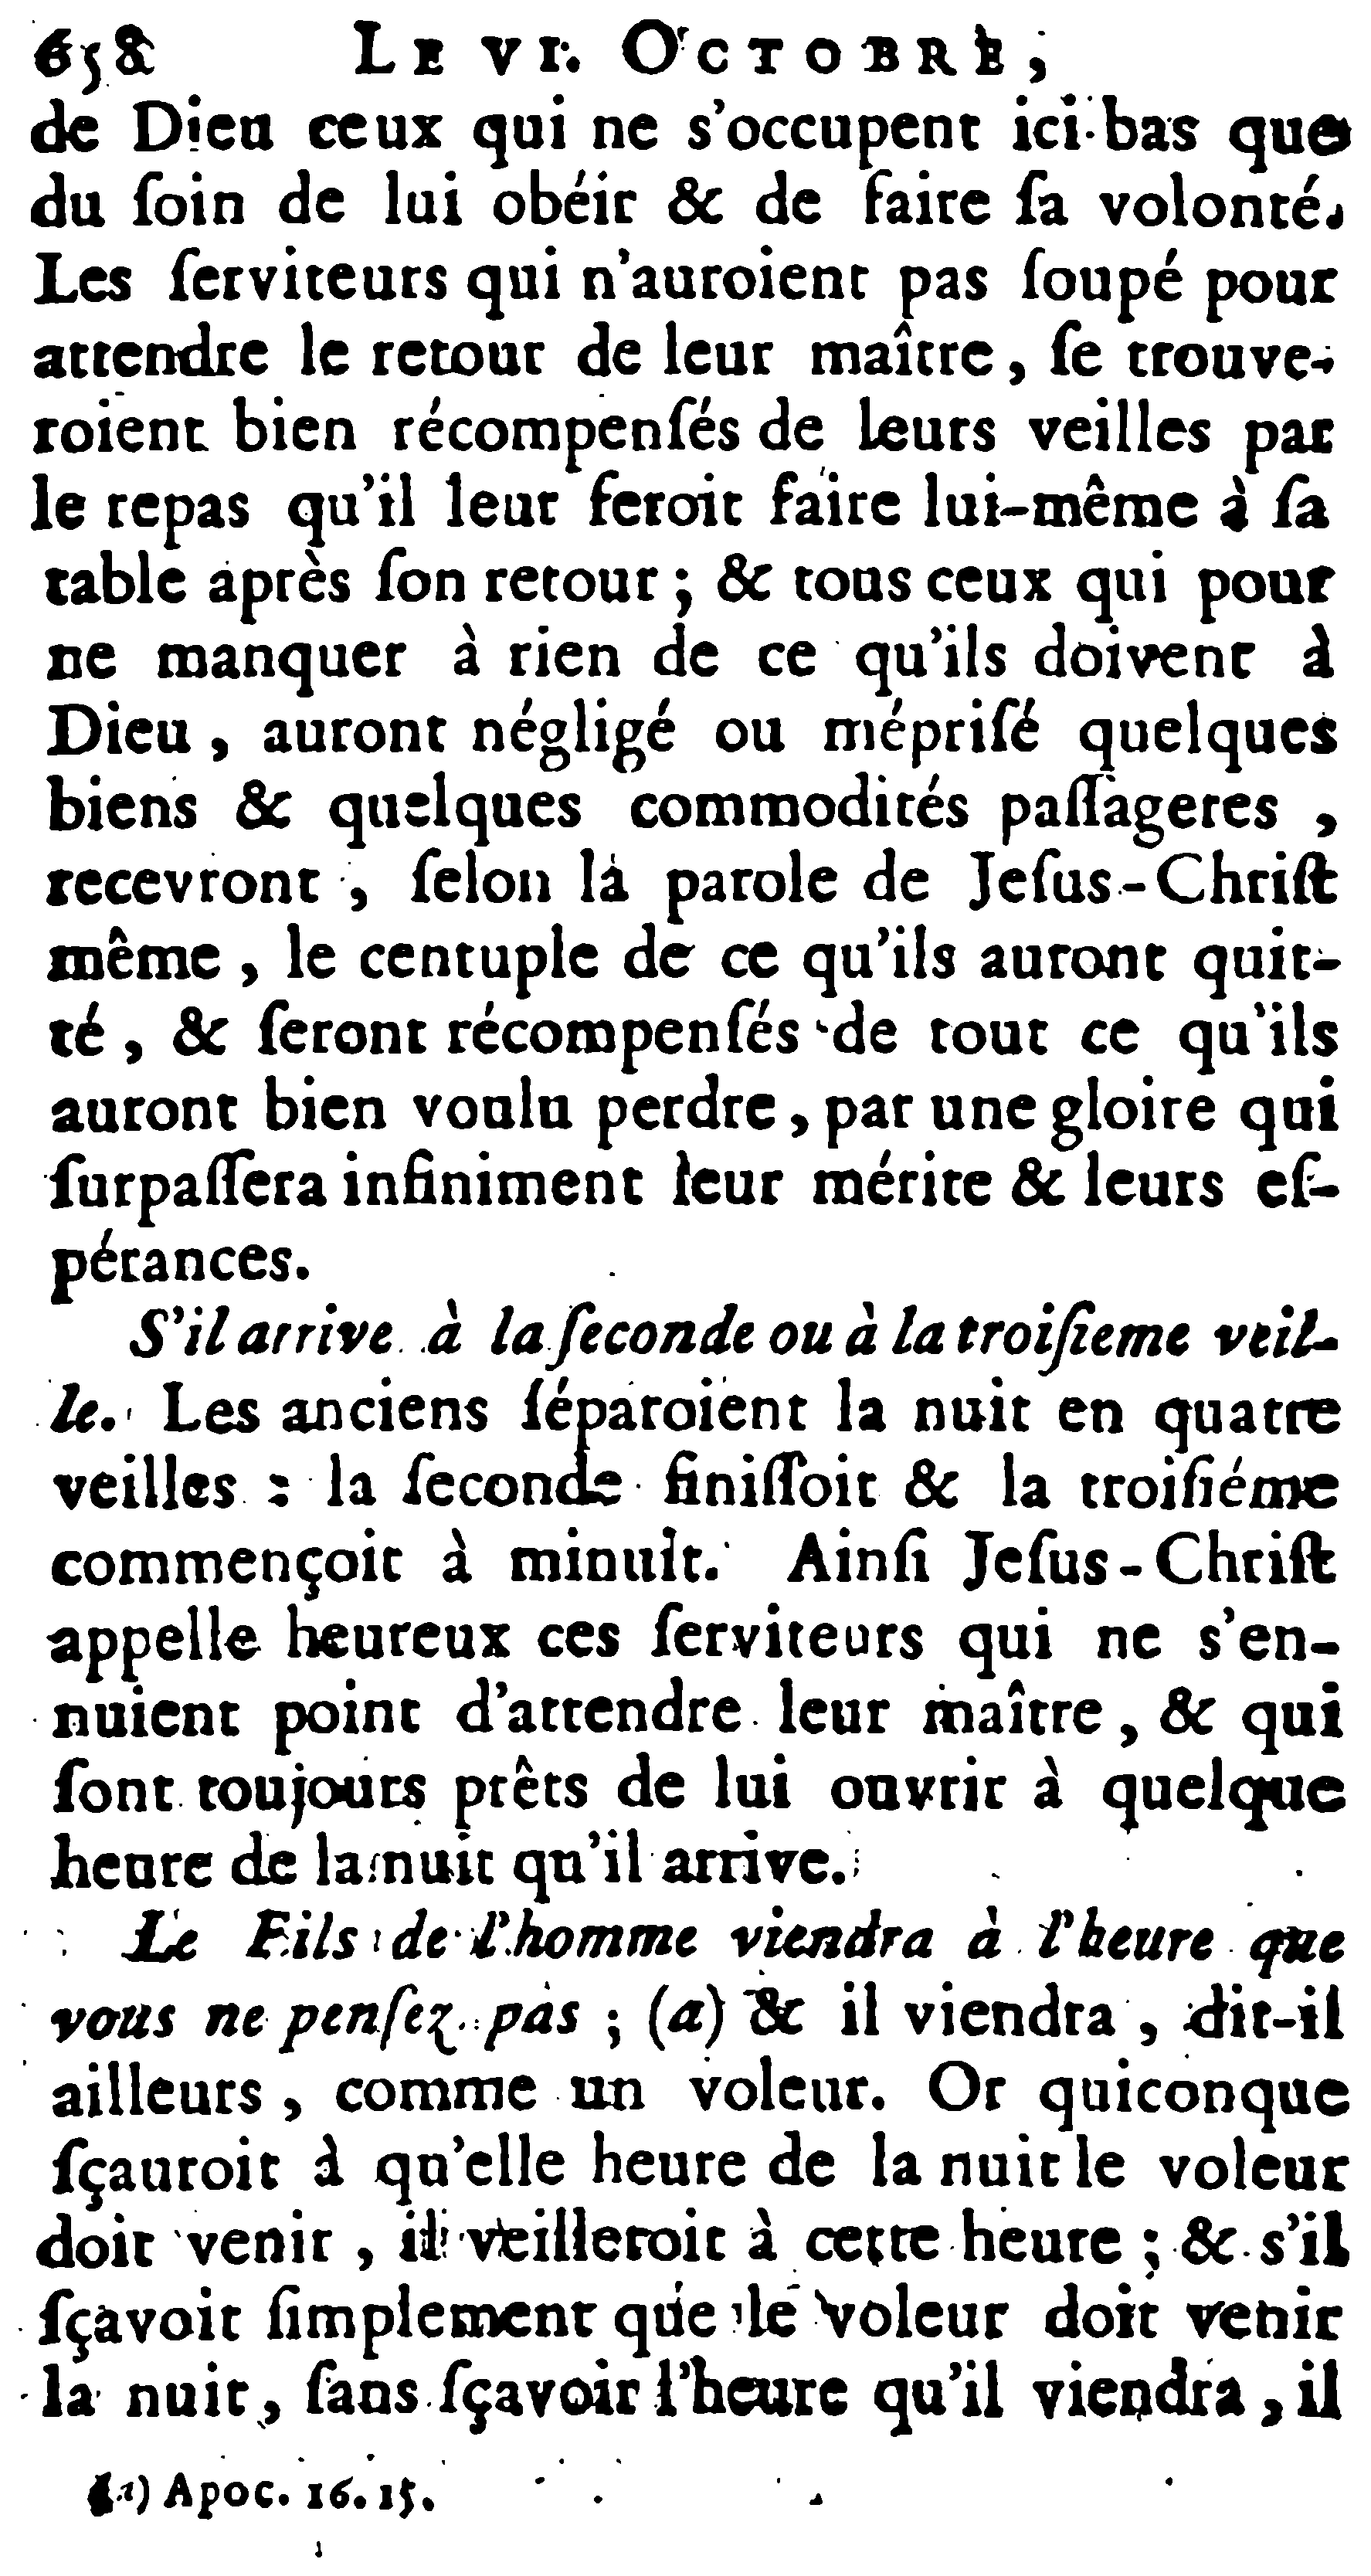 658 LE VI. OCTOBRE,
de Dieu ceux qui ne s'occupent ici-bas que
du ſoin de lui obéir & de faire ſa volonté.
Les ſerviteurs qui n'auroient pas ſoupé pour
attendre le retour de leur maître, ſe trouve-
roient bien récompenſés de leurs veilles par
le repas qu'il leur feroit faire lui-même à ſa
table après ſon retour ; & tous ceux qui pour
ne manquer à rien de ce qu'ils doivent à
Dieu, auront négligé ou mépriſé quelques
biens & quelques commodités paſſageres,
recevront, ſelon la parole de Jeſus-Chriſt
même, le centuple de ce qu'ils auront quit-
té, & ſeront récompenſés de tout ce qu'ils
auront bien voulu perdre, par une gloire qui
ſurpaſſera infiniment leur mérite & leurs eſ-
pérances.
S'il arrive à la ſeconde ou à la troiſieme veil-
le. Les anciens ſéparoient la nuit en quatre
veilles : la ſeconde finiſſoit & la troiſiéme
commençoit à minuit. Ainſi Jeſus-Chriſt
appelle heureux ces ſerviteurs qui ne s'en-
nuient point d'attendre leur maître, & qui
ſont toujours prêts de lui ouvrir à quelque
heure de la nuit qu'il arrive.
Le Fils de l'homme viendra à l'heure que
vous ne penſez pas ; (a) & il viendra, dit-il
ailleurs, comme un voleur. Or quiconque
ſçauroit à qu'elle heure de la nuit le voleur
doit venir, il veilleroit à cette heure ; & s'il
ſçavoit ſimplement que le voleur doit venir
la nuit, ſans ſçavoir l'heure qu'il viendra, il
(a) Apoc. 16. 15.